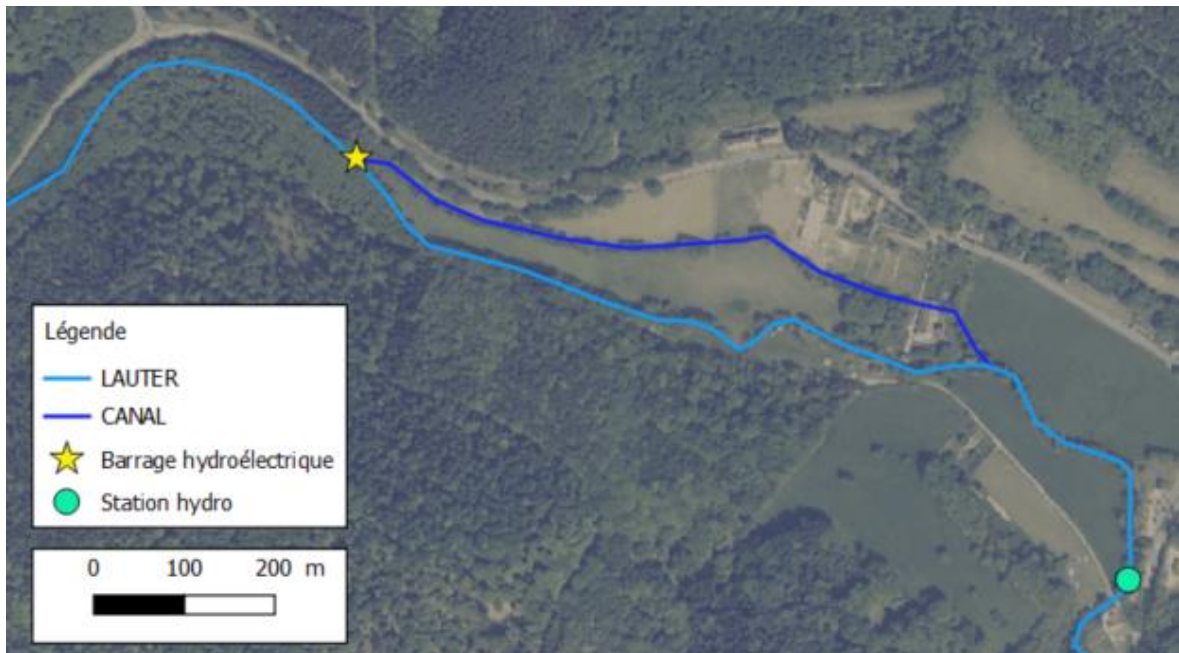 Légende
LAUTER
CANAL
Barrage hydroélectrique
Station hydro
0 100 200 m